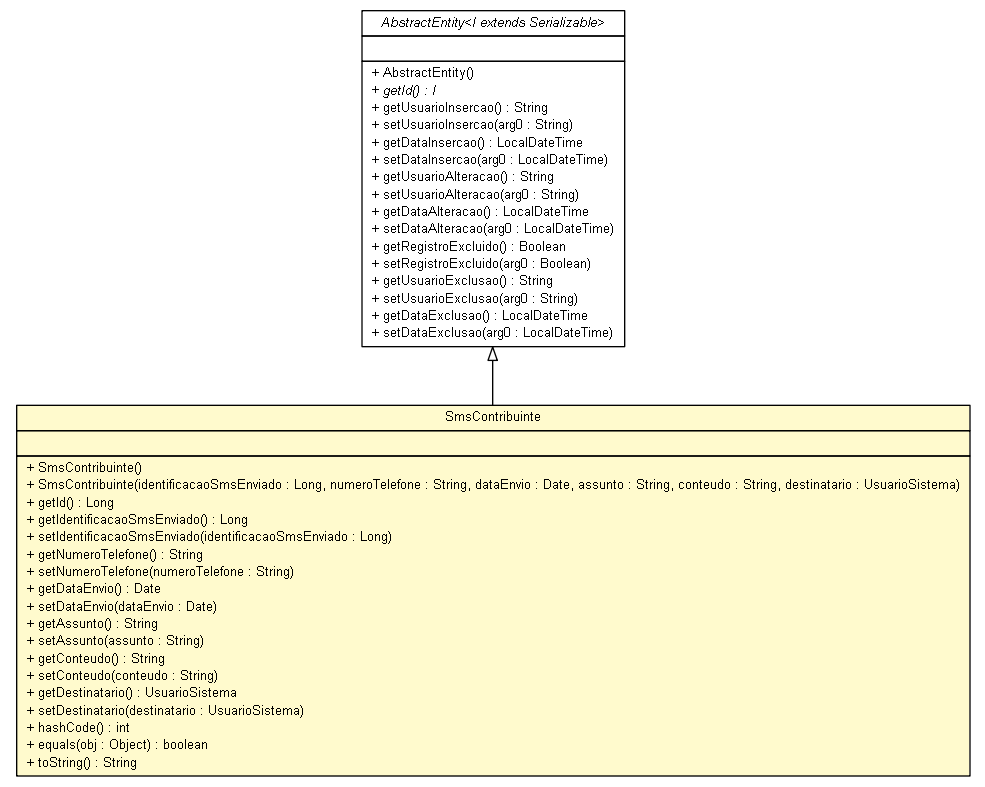 AbstractEntity<I extends Serializable>
+ AbstractEntity()
+ getId() : I
+ getUsuarioInsercao() : String
+ setUsuarioInsercao(arg0 : String)
+ getDataInsercao() : LocalDateTime
+ setDataInsercao(arg0 : LocalDateTime)
+ getUsuarioAlteracao() : String
+ setUsuarioAlteracao(arg0 : String)
+ getDataAlteracao() : LocalDateTime
+ setDataAlteracao(arg0 : LocalDateTime)
+ getRegistroExcluido() : Boolean
+ setRegistroExcluido(arg0 : Boolean)
+ getUsuarioExclusao() : String
+ setUsuarioExclusao(arg0 : String)
+ getDataExclusao() : LocalDateTime
+ setDataExclusao(arg0 : LocalDateTime)
SmsContribuinte
+ SmsContribuinte()
+ SmsContribuinte(identificacaoSmsEnviado : Long, numeroTelefone : String, dataEnvio : Date, assunto : String, conteudo : String, destinatario : UsuarioSistema)
+ getId() : Long
+ getIdentificacaoSmsEnviado() : Long
+ setIdentificacaoSmsEnviado(identificacaoSmsEnviado : Long)
+ getNumeroTelefone() : String
+ setNumeroTelefone(numeroTelefone : String)
+ getDataEnvio() : Date
+ setDataEnvio(dataEnvio : Date)
+ getAssunto() : String
+ setAssunto(assunto : String)
+ getConteudo() : String
+ setConteudo(conteudo : String)
+ getDestinatario() : UsuarioSistema
+ setDestinatario(destinatario : UsuarioSistema)
+ hashCode() : int
+ equals(obj : Object) : boolean
+ toString() : String